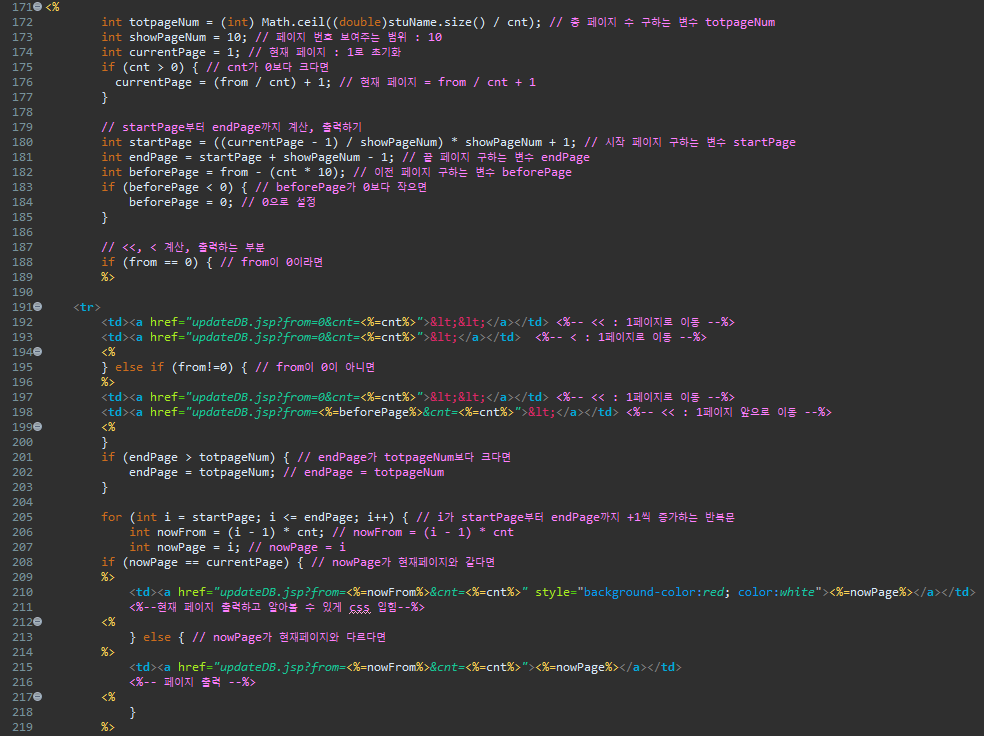 171 <%
172 int totpageNum = (int) Math.ceil((double)stuName.size() / cnt); // 총 페이지 수 구하는 변수 totpageNum
173 int showPageNum = 10; // 페이지 번호 보여주는 범위 : 10
174 int currentPage = 1; // 현재 페이지 : 1로 초기화
175 if (cnt > 0) { // cnt가 0보다 크다면
176 currentPage = (from / cnt) + 1; // 현재 페이지 = from / cnt + 1
177 }
178
179 // startPage부터 endPage까지 계산, 출력하기
180 int startPage = ((currentPage - 1) / showPageNum) * showPageNum + 1; // 시작 페이지 구하는 변수 startPage
181 int endPage = startPage + showPageNum - 1; // 끝 페이지 구하는 변수 endPage
182 int beforePage = from - (cnt * 10); // 이전 페이지 구하는 변수 beforePage
183 if (beforePage < 0) { // beforePage가 0보다 작으면
184 beforePage = 0; // 0으로 설정
185 }
186
187 // <<, < 계산, 출력하는 부분
188 if (from == 0) { // from이 0이라면
189 %>
190
191 <tr>
192 <td><a href="updateDB.jsp?from=0&cnt=<%=cnt%>">&lt;&lt;</a></td> <%-- << : 1페이지로 이동 --%>
193 <td><a href="updateDB.jsp?from=0&cnt=<%=cnt%>">&lt;</a></td> <%-- < : 1페이지로 이동 --%>
194 <%
195 } else if (from!=0) { // from이 0이 아니면
196 %>
197 <td><a href="updateDB.jsp?from=0&cnt=<%=cnt%>">&lt;&lt;</a></td> <%-- << : 1페이지로 이동 --%>
198 <td><a href="updateDB.jsp?from=<%=beforePage%>&cnt=<%=cnt%>">&lt;</a></td> <%-- << : 1페이지 앞으로 이동 --%>
199 <%
200 }
201 if (endPage > totpageNum) { // endPage가 totpageNum보다 크다면
202 endPage = totpageNum; // endPage = totpageNum
203 }
204
205 for (int i = startPage; i <= endPage; i++) { // i가 startPage부터 endPage까지 +1씩 증가하는 반복문
206 int nowFrom = (i - 1) * cnt; // nowFrom = (i - 1) * cnt
207 int nowPage = i; // nowPage = i
208 if (nowPage == currentPage) { // nowPage가 현재페이지와 같다면
209 %>
210 <td><a href="updateDB.jsp?from=<%=nowFrom%>&cnt=<%=cnt%>" style="background-color:red; color:white"><%=nowPage%></a></td>
211 <%--현재 페이지 출력하고 알아볼 수 있게 css 입힘--%>
212 <%
213 } else { // nowPage가 현재페이지와 다르다면
214 %>
215 <td><a href="updateDB.jsp?from=<%=nowFrom%>&cnt=<%=cnt%>"><%=nowPage%></a></td>
216 <%-- 페이지 출력 --%>
217 <%
218 }
219 %>